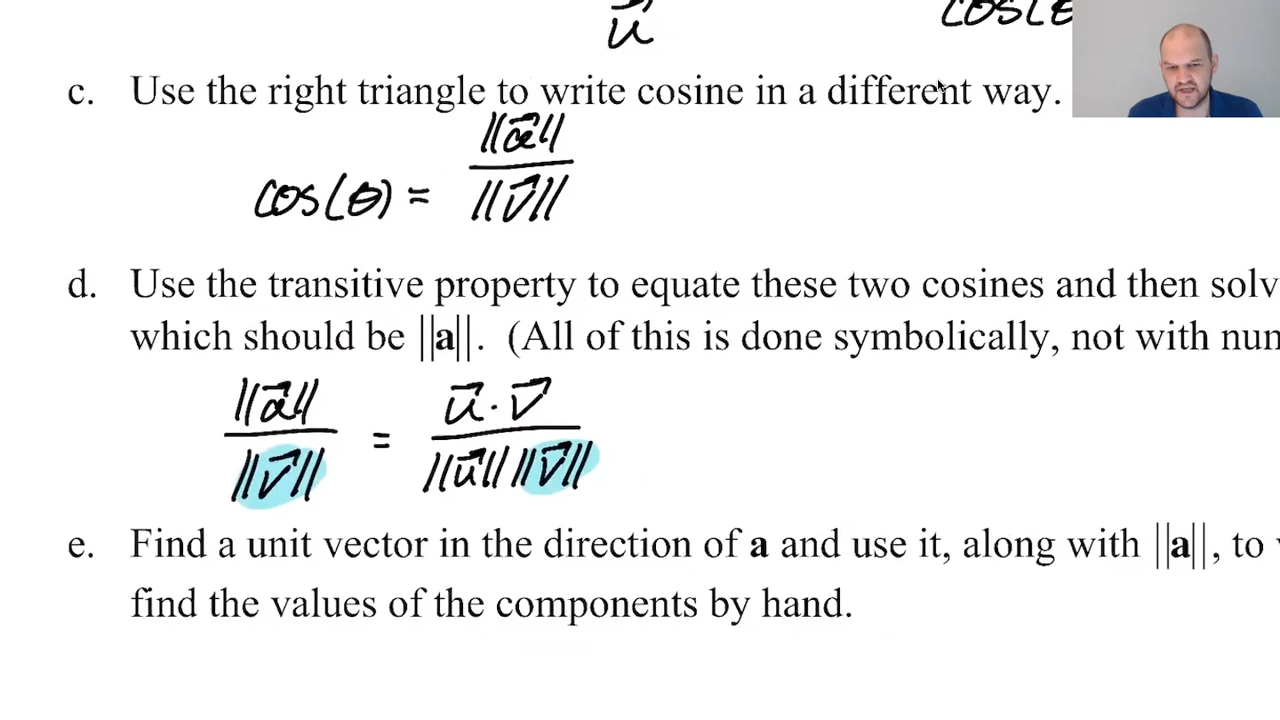 u⃗ cos(θ
c. Use the right triangle to write cosine in a different way.
cos(θ) = ||a⃗|| / ||v⃗||
d. Use the transitive property to equate these two cosines and then solv
which should be ||a||. (All of this is done symbolically, not with num
||a⃗|| / ||v⃗|| = u⃗ · v⃗ / ||u⃗|| ||v⃗||
e. Find a unit vector in the direction of a and use it, along with ||a||, to
find the values of the components by hand.